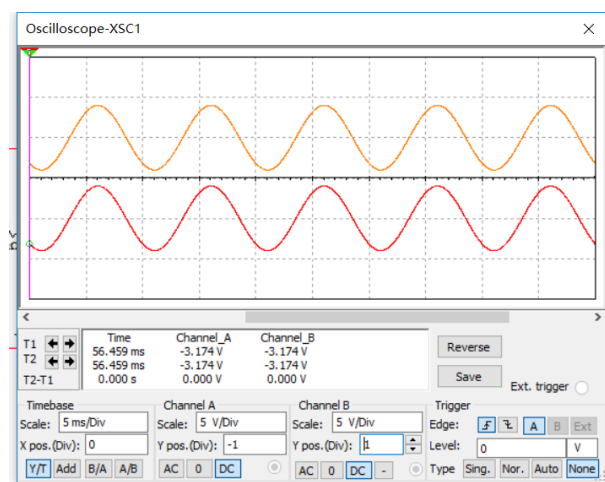 Oscilloscope-XSC1
Time Channel_A Channel_B
T1 56.459 ms -3.174 V -3.174 V
T2 56.459 ms -3.174 V -3.174 V
T2-T1 0.000 s 0.000 V 0.000 V
Reverse
Save
Ext. trigger
Timebase
Scale: 5 ms/Div
X pos.(Div): 0
Y/T Add B/A A/B
Channel A
Scale: 5 V/Div
Y pos.(Div): -1
AC 0 DC
Channel B
Scale: 5 V/Div
Y pos.(Div): 1
AC 0 DC -
Trigger
Edge: A B Ext
Level: 0 V
Type Sing. Nor. Auto None